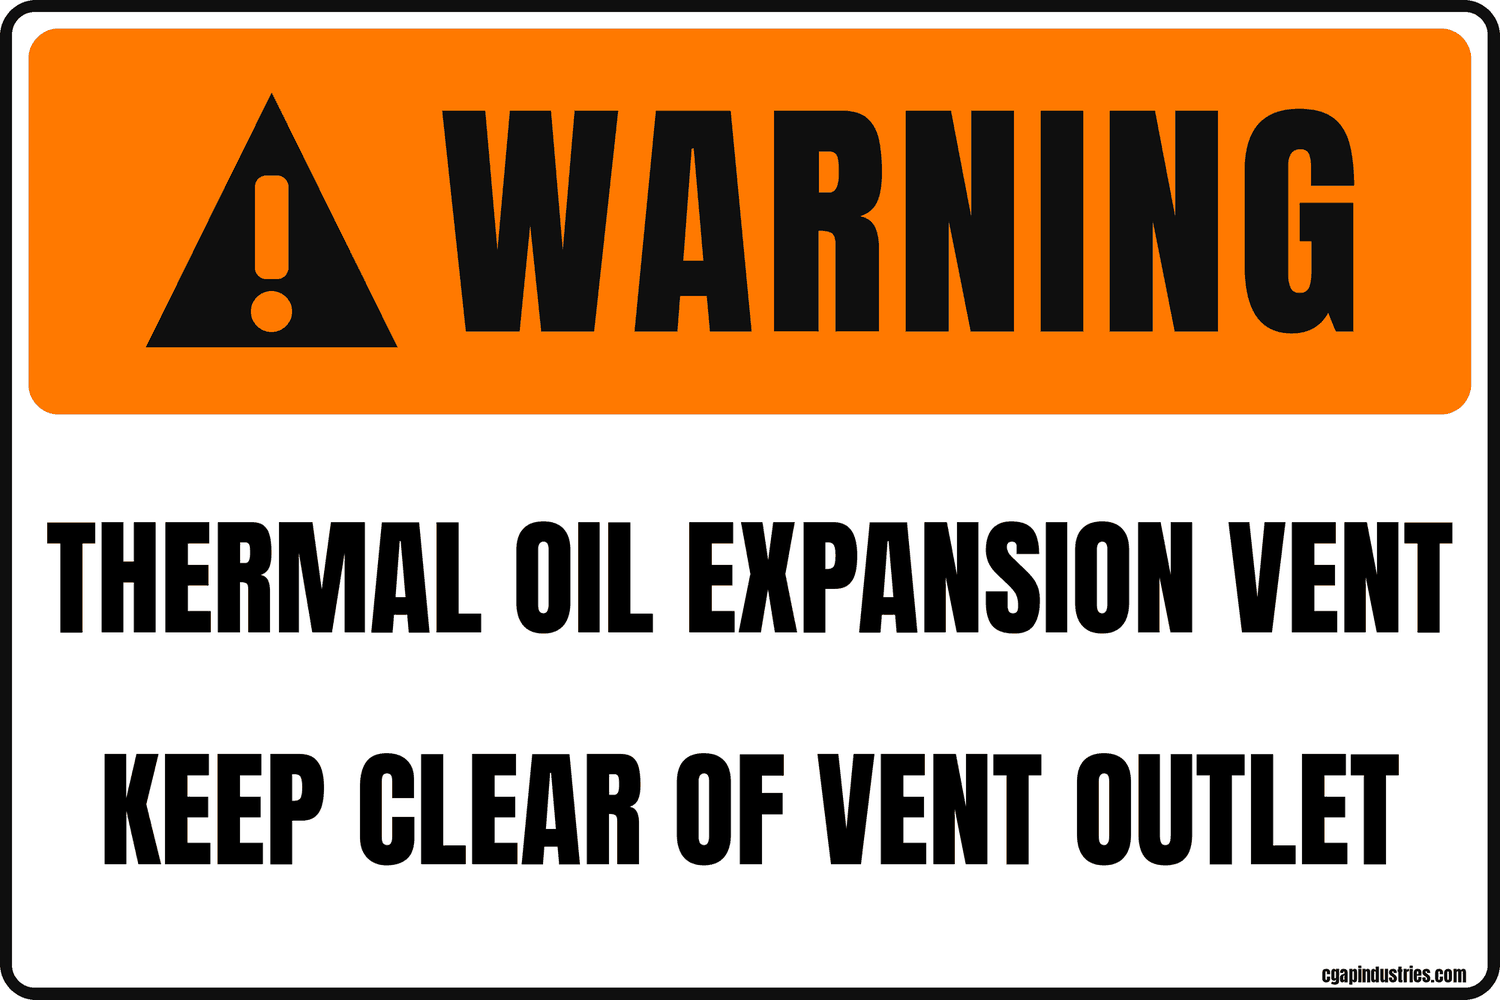 WARNING
THERMAL OIL EXPANSION VENT
KEEP CLEAR OF VENT OUTLET
cgapindustries.com